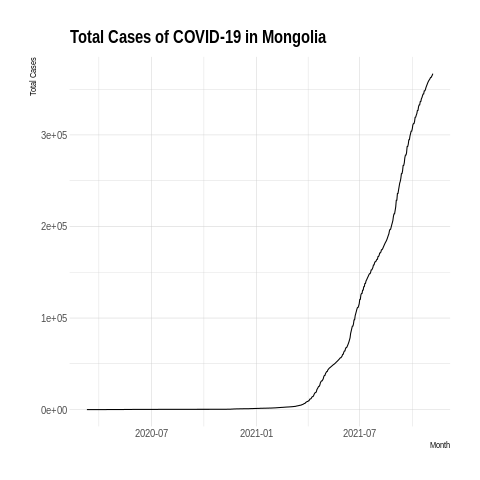 Total Cases of COVID-19 in Mongolia
Total Cases
3e+05
2e+05
1e+05
0e+00
2020-07 2021-01 2021-07
Month